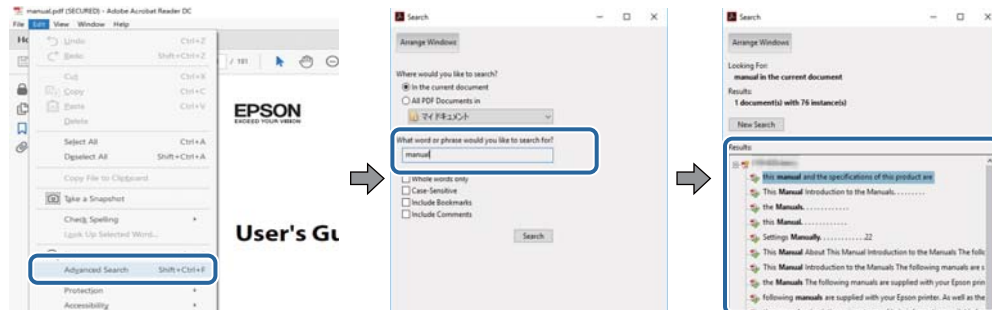 manual.pdf (SECURED) - Adobe Acrobat Reader DC
File Edit View Window Help
Undo Ctrl+Z
Redo Shift+Ctrl+Z
Cut Ctrl+X
Copy Ctrl+C
Paste Ctrl+V
Delete
Select All Ctrl+A
Deselect All Shift+Ctrl+A
Copy File to Clipboard
Take a Snapshot
Check Spelling
Look Up Selected Word...
Advanced Search Shift+Ctrl+F
Protection
Accessibility
/ 181
EPSON
EXCEED YOUR VISION
User's Gu
Search
Arrange Windows
Where would you like to search?
In the current document
All PDF Documents in
マイ ドキュメント
What word or phrase would you like to search for?
manual
Whole words only
Case-Sensitive
Include Bookmarks
Include Comments
Search
Search
Arrange Windows
Looking For:
manual in the current document
Results:
1 document(s) with 76 instance(s)
New Search
Results:
this manual and the specifications of this product are
This Manual Introduction to the Manuals. . . . . . . . .
the Manuals. . . . . . . . . . . . .
this Manual. . . . . . . . . . . . .
Settings Manually. . . . . . . . . . . . 22
This Manual About This Manual Introduction to the Manuals The follo
This Manual Introduction to the Manuals The following manuals are s
the Manuals The following manuals are supplied with your Epson prin
following manuals are supplied with your Epson printer. As well as the